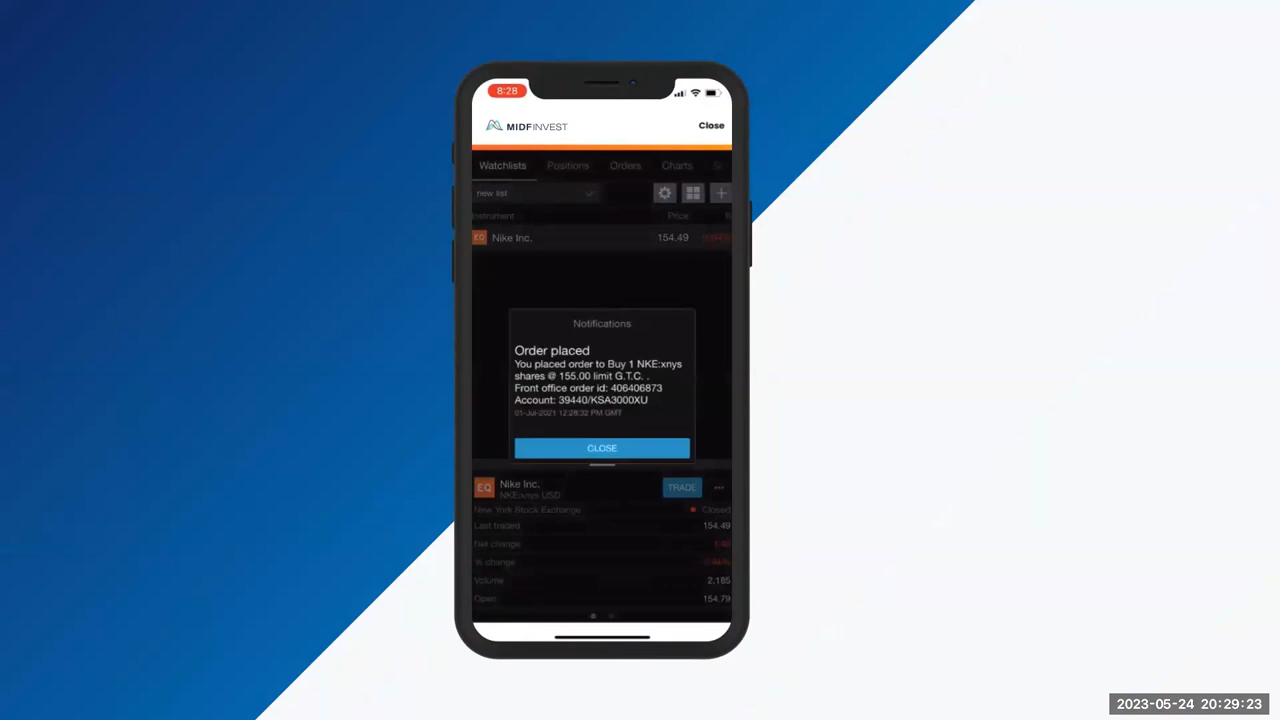 8:28
MIDFINVEST
Close
Watchlists Positions Orders Charts
new list
Instrument Price
EQ Nike Inc. 154.49
Notifications
Order placed
You placed order to Buy 1 NKE:xnys
shares @ 155.00 limit G.T.C. .
Front office order id: 406406873
Account: 39440/KSA3000XU
01-Jul-2021 12:28:32 PM GMT
CLOSE
EQ Nike Inc. TRADE
NKE:xnys USD
New York Stock Exchange Closed
Last traded 154.49
Net change
% change
Volume 2,185
Open 154.79
2023-05-24 20:29:23